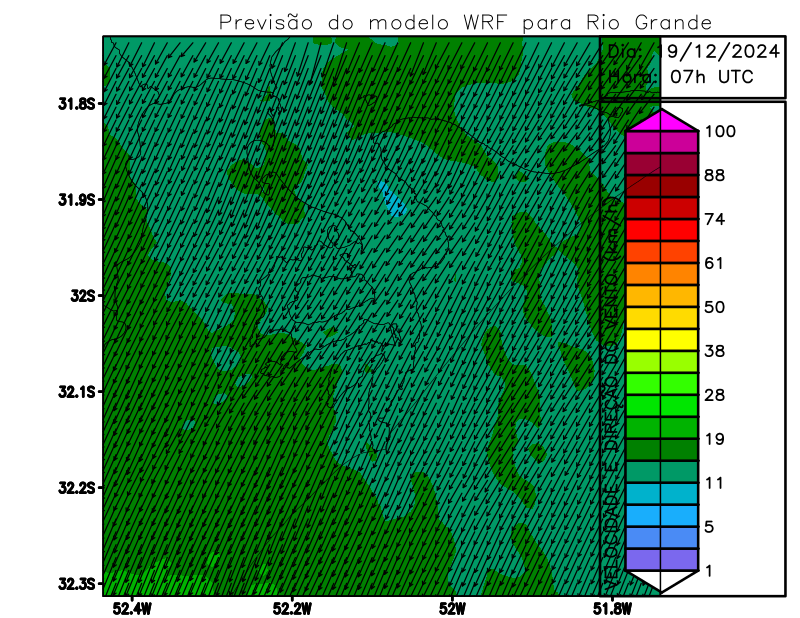 Previsão do modelo WRF para Rio Grande
Dia: 19/12/2024
Hora: 07h UTC
31.8S
31.9S
32S
32.1S
32.2S
32.3S
52.4W
52.2W
52W
51.8W
100
88
74
61
50
38
28
19
11
5
1
VELOCIDADE E DIREÇÃO DO VENTO (km/h)